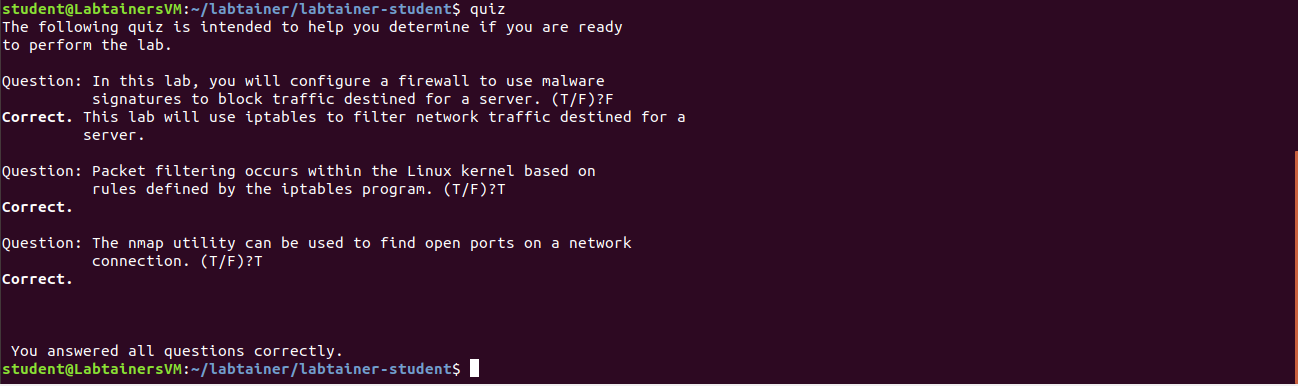 student@LabtainersVM:~/labtainer/labtainer-student$ quiz
The following quiz is intended to help you determine if you are ready
to perform the lab.
Question: In this lab, you will configure a firewall to use malware
signatures to block traffic destined for a server. (T/F)?F
Correct. This lab will use iptables to filter network traffic destined for a
server.
Question: Packet filtering occurs within the Linux kernel based on
rules defined by the iptables program. (T/F)?T
Correct.
Question: The nmap utility can be used to find open ports on a network
connection. (T/F)?T
Correct.
You answered all questions correctly.
student@LabtainersVM:~/labtainer/labtainer-student$